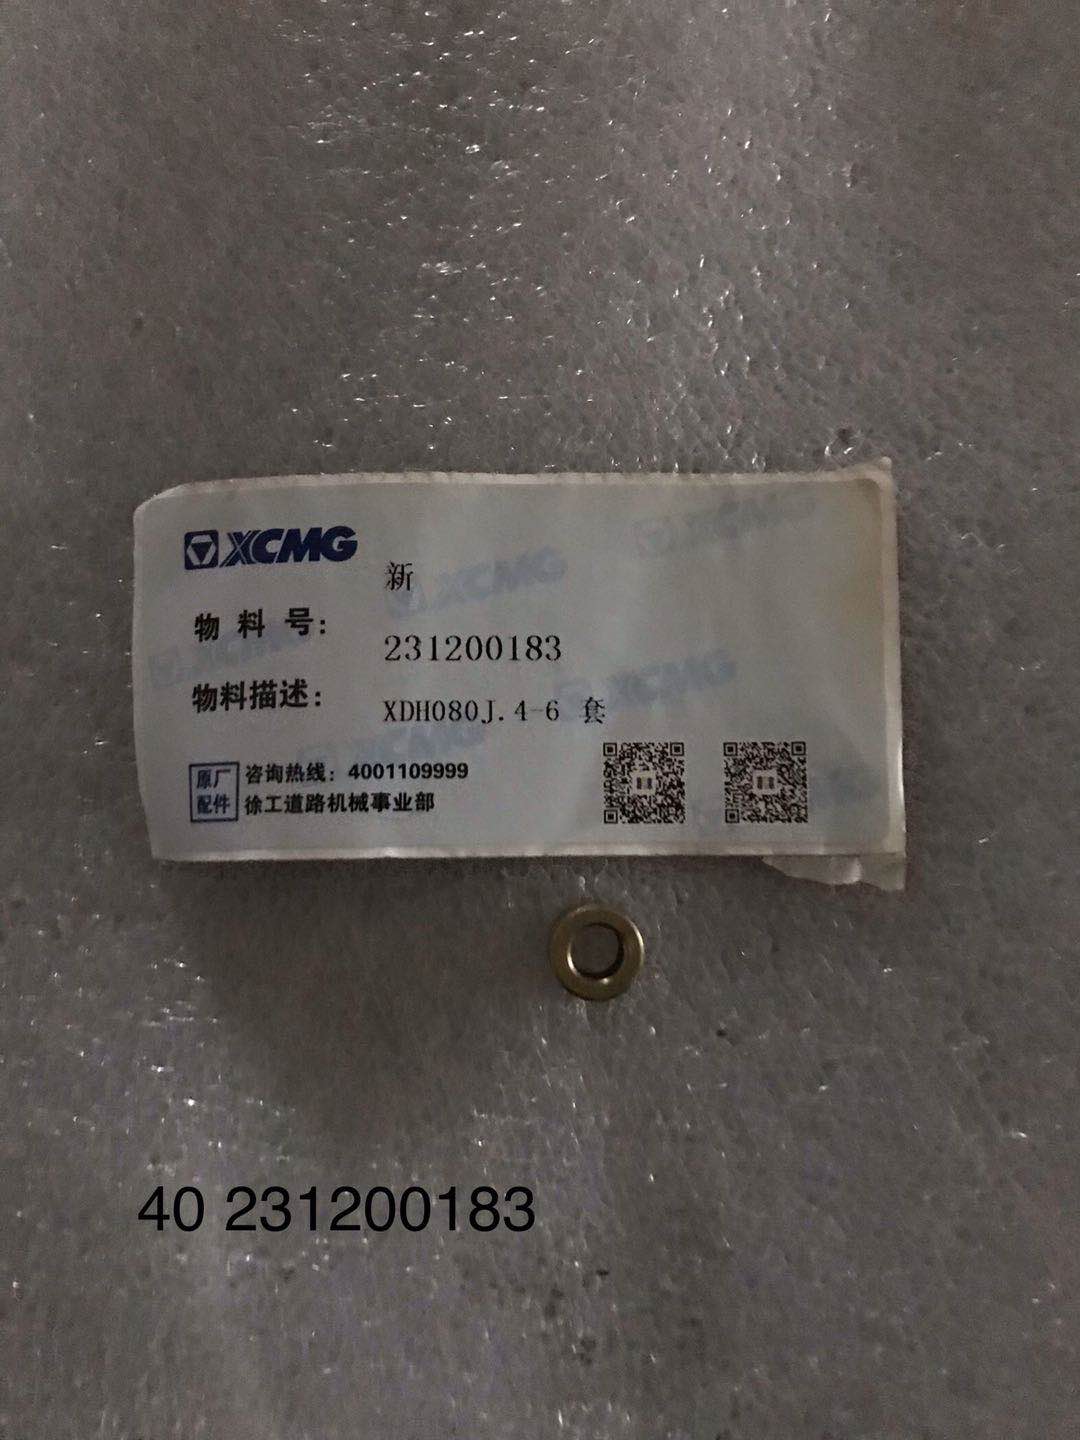 XCMG
新
物 料 号: 231200183
物料描述: XDH080J.4-6 套
原厂配件
咨询热线: 4001109999
徐工道路机械事业部
40 231200183